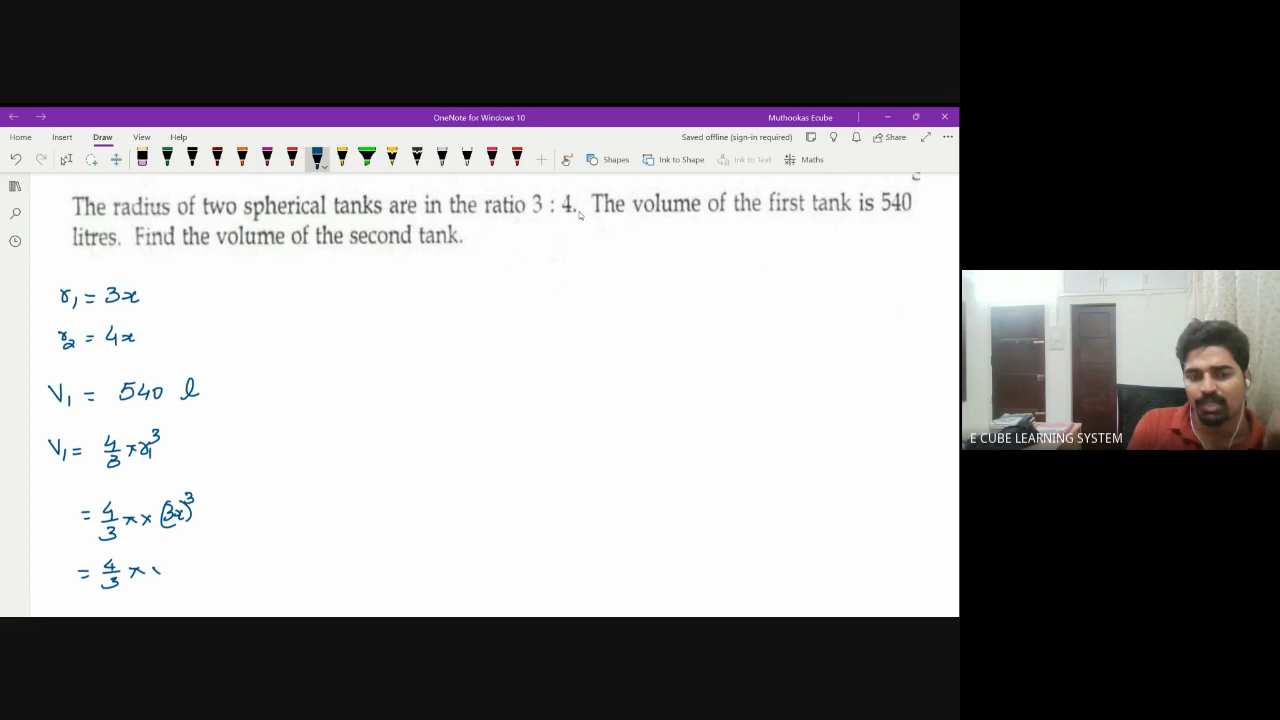 OneNote for Windows 10
Muthookas Ecube
Home Insert Draw View Help
Saved offline (sign-in required) Share
Shapes Ink to Shape Ink to Text Maths
The radius of two spherical tanks are in the ratio 3 : 4. The volume of the first tank is 540
litres. Find the volume of the second tank.
r₁ = 3x
r₂ = 4x
V₁ = 540 l
V₁ = 4/3 πr₁³
= 4/3 π × (3x)³
= 4/3 π
E CUBE LEARNING SYSTEM